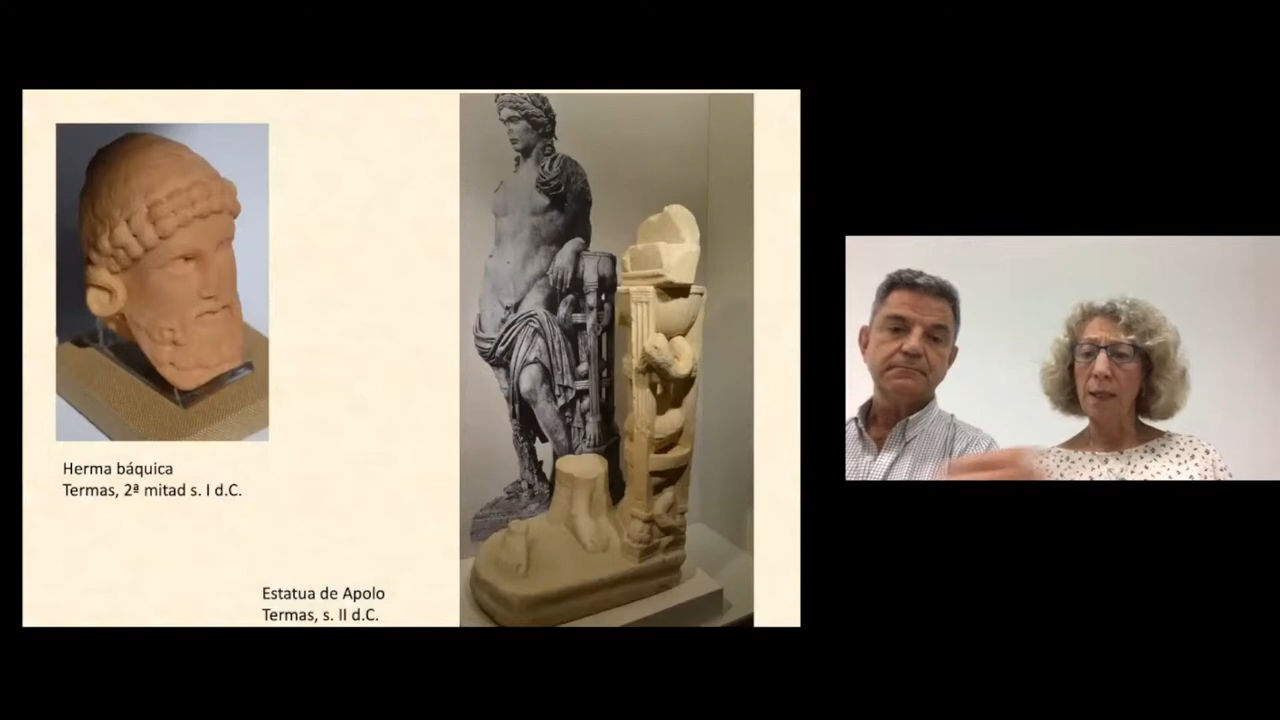 Herma báquica
Termas, 2ª mitad s. I d.C.
Estatua de Apolo
Termas, s. II d.C.